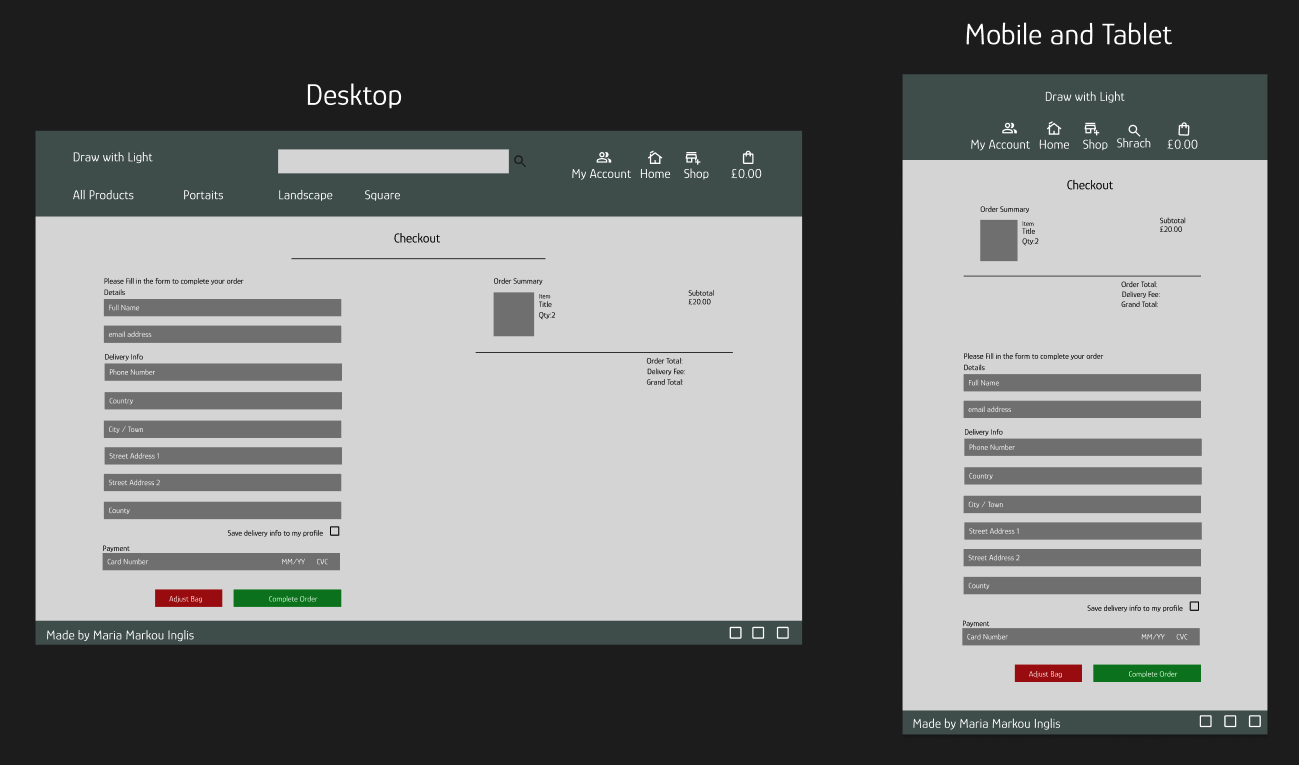 Mobile and Tablet
Desktop
Draw with Light
My Account Home Shop £0.00
All Products Portaits Landscape Square
Checkout
Please Fill in the form to complete your order
Details
Full Name
email address
Delivery Info
Phone Number
Country
City / Town
Street Address 1
Street Address 2
County
Save delivery info to my profile
Payment
Card Number MM/YY CVC
Adjust Bag Complete Order
Order Summary
Item
Title
Qty:2
Subtotal
£20.00
Order Total:
Delivery Fee:
Grand Total:
Made by Maria Markou Inglis
Draw with Light
My Account Home Shop Shrach £0.00
Checkout
Order Summary
Item
Title
Qty:2
Subtotal
£20.00
Order Total:
Delivery Fee:
Grand Total:
Please Fill in the form to complete your order
Details
Full Name
email address
Delivery Info
Phone Number
Country
City / Town
Street Address 1
Street Address 2
County
Save delivery info to my profile
Payment
Card Number MM/YY CVC
Adjust Bag Complete Order
Made by Maria Markou Inglis